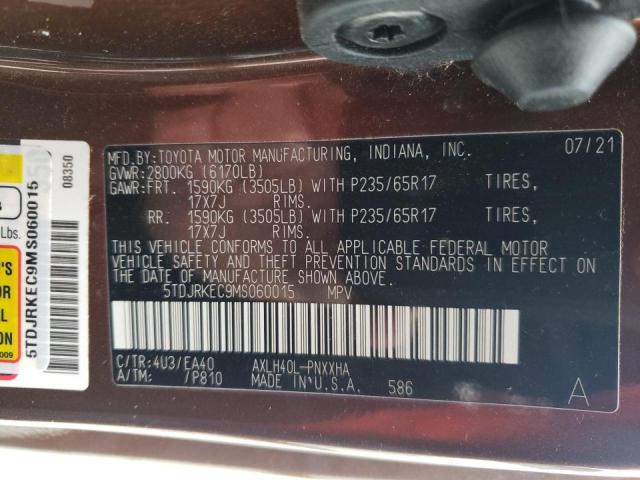 MFD.BY:TOYOTA MOTOR MANUFACTURING, INDIANA, INC. 07/21
GVWR:2800KG (6170LB)
GAWR:FRT. 1590KG (3505LB) WITH P235/65R17 TIRES,
17X7J RIMS.
RR. 1590KG (3505LB) WITH P235/65R17 TIRES,
17X7J RIMS.
THIS VEHICLE CONFORMS TO ALL APPLICABLE FEDERAL MOTOR
VEHICLE SAFETY AND THEFT PREVENTION STANDARDS IN EFFECT ON
THE DATE OF MANUFACTURE SHOWN ABOVE.
5TDJRKEC9MS060015 MPV
C/TR:4U3/EA40 AXLH40L-PNXXHA
A/TM: /P810 MADE IN U.S.A. 586 A
08350
5TDJRKEC9MS060015
Lbs.